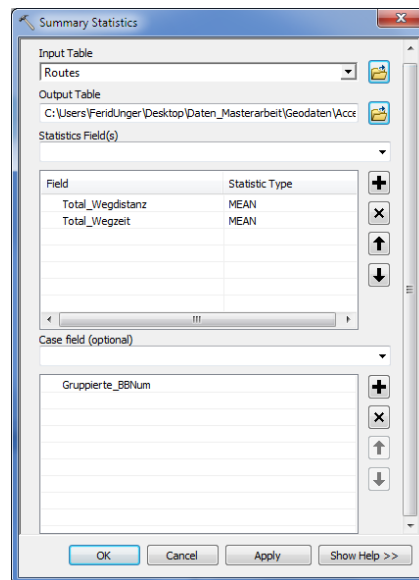 Summary Statistics
Input Table
Routes
Output Table
C:\Users\FeridUnger\Desktop\Daten_Masterarbeit\Geodaten\Acce
Statistics Field(s)
Field Statistic Type
Total_Wegdistanz MEAN
Total_Wegzeit MEAN
Case field (optional)
Gruppierte_BBNum
OK Cancel Apply Show Help >>